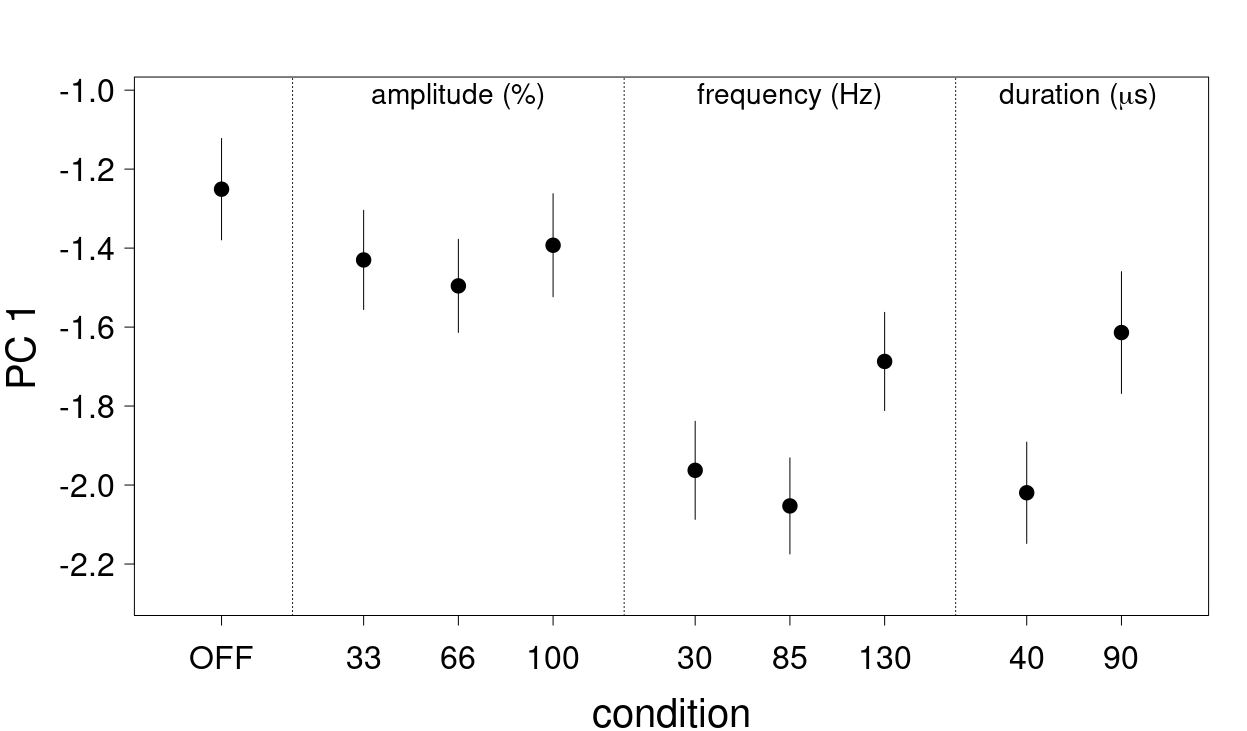 amplitude (%) frequency (Hz) duration (μs)
-1.0
-1.2
-1.4
-1.6
-1.8
-2.0
-2.2
PC 1
OFF 33 66 100 30 85 130 40 90
condition